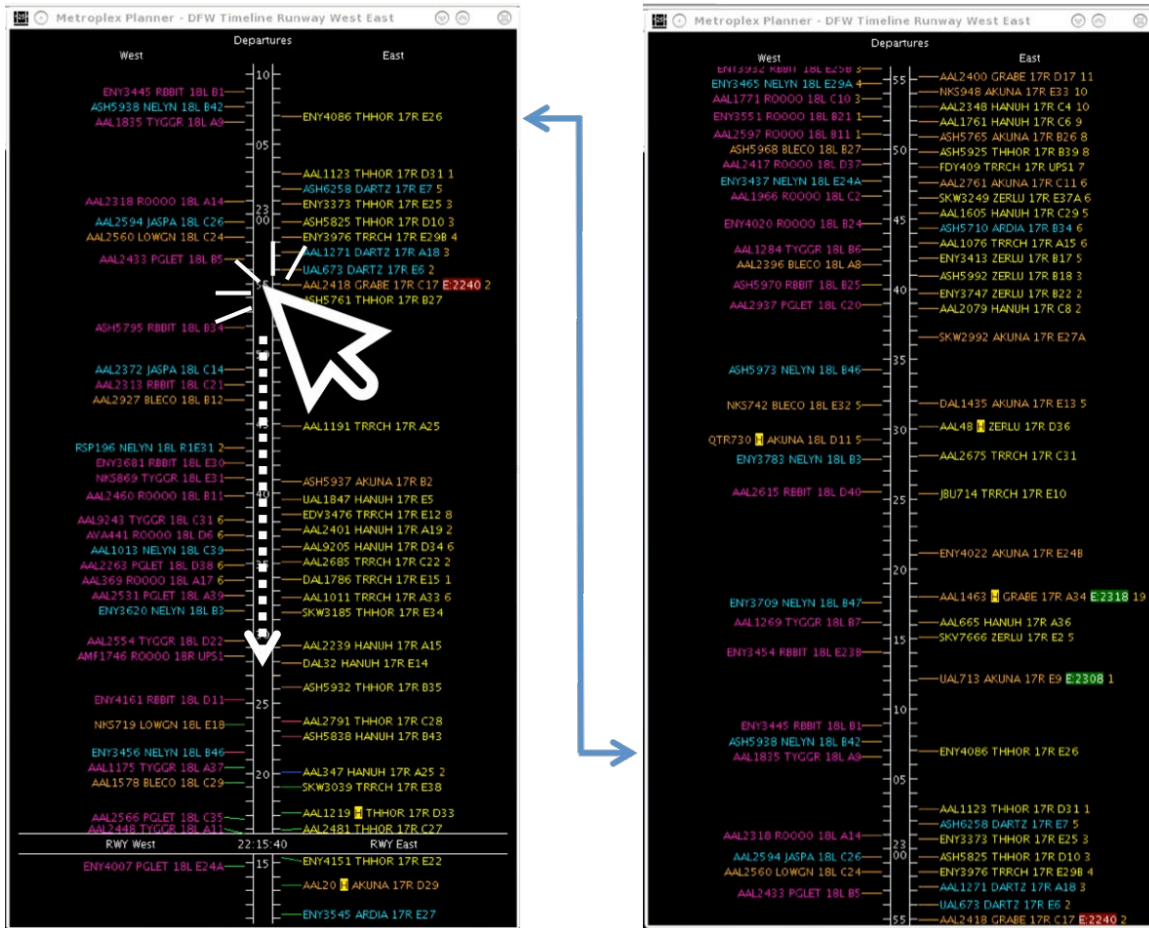 Metroplex Planner - DFW Timeline Runway West East
Departures
West East
10
ENY3445 RBBIT 18L B1
ASH5938 NELYN 18L B42
AAL1835 TYGGR 18L A9
ENY4086 THHOR 17R E26
05
AAL1123 THHOR 17R D31 1
ASH6258 DARTZ 17R E7 5
AAL2318 ROOOO 18L A14
ENY3373 THHOR 17R E25 3
23
00
AAL2594 JASPA 18L C26
ASH5825 THHOR 17R D10 3
AAL2560 LOWGN 18L C24
ENY3976 TRRCH 17R E29B 4
AAL1271 DARTZ 17R A18 3
AAL2433 PGLET 18L B5
UAL673 DARTZ 17R E6 2
AAL2418 GRABE 17R C17 E:2240 2
ASH5761 THHOR 17R B27
ASH5795 RBBIT 18L B34
AAL2372 JASPA 18L C14
AAL2313 RBBIT 18L C21
AAL2927 BLECO 18L B12
AAL1191 TRRCH 17R A25
RSP196 NELYN 18L R1E31 2
ENY3681 RBBIT 18L E30
NKS869 TYGGR 18L E31
ASH5937 AKUNA 17R B2
AAL2460 ROOOO 18L B11
40
UAL1847 HANUH 17R E5
EDV3476 TRRCH 17R E12 8
AAL9243 TYGGR 18L C31 6
AAL2401 HANUH 17R A19 2
AVA441 ROOOO 18L D6 6
AAL1013 NELYN 18L C39
AAL9205 HANUH 17R D34 6
AAL2263 PGLET 18L D38 6
AAL2685 TRRCH 17R C22 2
AAL369 ROOOO 18L A17 6
DAL1786 TRRCH 17R E15 1
AAL2531 PGLET 18L A39
AAL1011 TRRCH 17R A33 6
ENY3620 NELYN 18L B3
SKW3185 THHOR 17R E34
AAL2554 TYGGR 18L D22
AAL2239 HANUH 17R A15
AMF1746 ROOOO 18R UPS1
DAL32 HANUH 17R E14
ASH5932 THHOR 17R B35
ENY4161 RBBIT 18L D11
25
NKS719 LOWGN 18L E18
AAL2791 THHOR 17R C28
ASH5838 HANUH 17R B43
ENY3456 NELYN 18L B46
AAL1175 TYGGR 18L A37
20
AAL347 HANUH 17R A25 2
AAL1578 BLECO 18L C29
SKW3039 TRRCH 17R E38
AAL2566 PGLET 18L C35
AAL1219 H THHOR 17R D33
AAL2448 TYGGR 18L A11
AAL2481 THHOR 17R C27
RWY West 22:15:40 RWY East
ENY4007 PGLET 18L E24A
15
ENY4151 THHOR 17R E22
AAL20 H AKUNA 17R D29
ENY3545 ARDIA 17R E27
Metroplex Planner - DFW Timeline Runway West East
Departures
West East
ENY3932 RBBIT 18L E25B 3
55
AAL2400 GRABE 17R D17 11
ENY3465 NELYN 18L E29A 4
NKS948 AKUNA 17R E33 10
AAL1771 ROOOO 18L C10 3
AAL2348 HANUH 17R C4 10
ENY3551 ROOOO 18L B21 1
AAL1761 HANUH 17R C6 9
AAL2597 ROOOO 18L B11 1
ASH5765 AKUNA 17R B26 8
ASH5968 BLECO 18L B27
50
ASH5925 THHOR 17R B39 8
AAL2417 ROOOO 18L D37
FDY409 TRRCH 17R UPS1 7
ENY3437 NELYN 18L E24A
AAL2761 AKUNA 17R C11 6
AAL1966 ROOOO 18L C2
SKW3249 ZERLU 17R E37A 6
AAL1605 HANUH 17R C29 5
ENY4020 ROOOO 18L B24
45
ASH5710 ARDIA 17R B34 6
AAL1284 TYGGR 18L B6
AAL1076 TRRCH 17R A15 6
AAL2396 BLECO 18L A8
ENY3413 ZERLU 17R B17 5
ASH5970 RBBIT 18L B25
ASH5992 ZERLU 17R B18 3
40
ENY3747 ZERLU 17R B22 2
AAL2937 PGLET 18L C20
AAL2079 HANUH 17R C8 2
SKW2992 AKUNA 17R E27A
35
ASH5973 NELYN 18L B46
NKS742 BLECO 18L E32 5
DAL1435 AKUNA 17R E13 5
30
AAL48 H ZERLU 17R D36
QTR730 H AKUNA 18L D11 5
ENY3783 NELYN 18L B3
AAL2675 TRRCH 17R C31
AAL2615 RBBIT 18L D40
25
JBU714 TRRCH 17R E10
ENY4022 AKUNA 17R E24B
20
ENY3709 NELYN 18L B47
AAL1463 H GRABE 17R A34 E:2318 19
AAL1269 TYGGR 18L B7
AAL665 HANUH 17R A36
15
SKV7666 ZERLU 17R E2 5
ENY3454 RBBIT 18L E23B
UAL713 AKUNA 17R E9 E:2308 1
10
ENY3445 RBBIT 18L B1
ASH5938 NELYN 18L B42
AAL1835 TYGGR 18L A9
ENY4086 THHOR 17R E26
05
AAL1123 THHOR 17R D31 1
ASH6258 DARTZ 17R E7 5
AAL2318 ROOOO 18L A14
ENY3373 THHOR 17R E25 3
23
00
AAL2594 JASPA 18L C26
ASH5825 THHOR 17R D10 3
AAL2560 LOWGN 18L C24
ENY3976 TRRCH 17R E29B 4
AAL2433 PGLET 18L B5
AAL1271 DARTZ 17R A18 3
UAL673 DARTZ 17R E6 2
55
AAL2418 GRABE 17R C17 E:2240 2